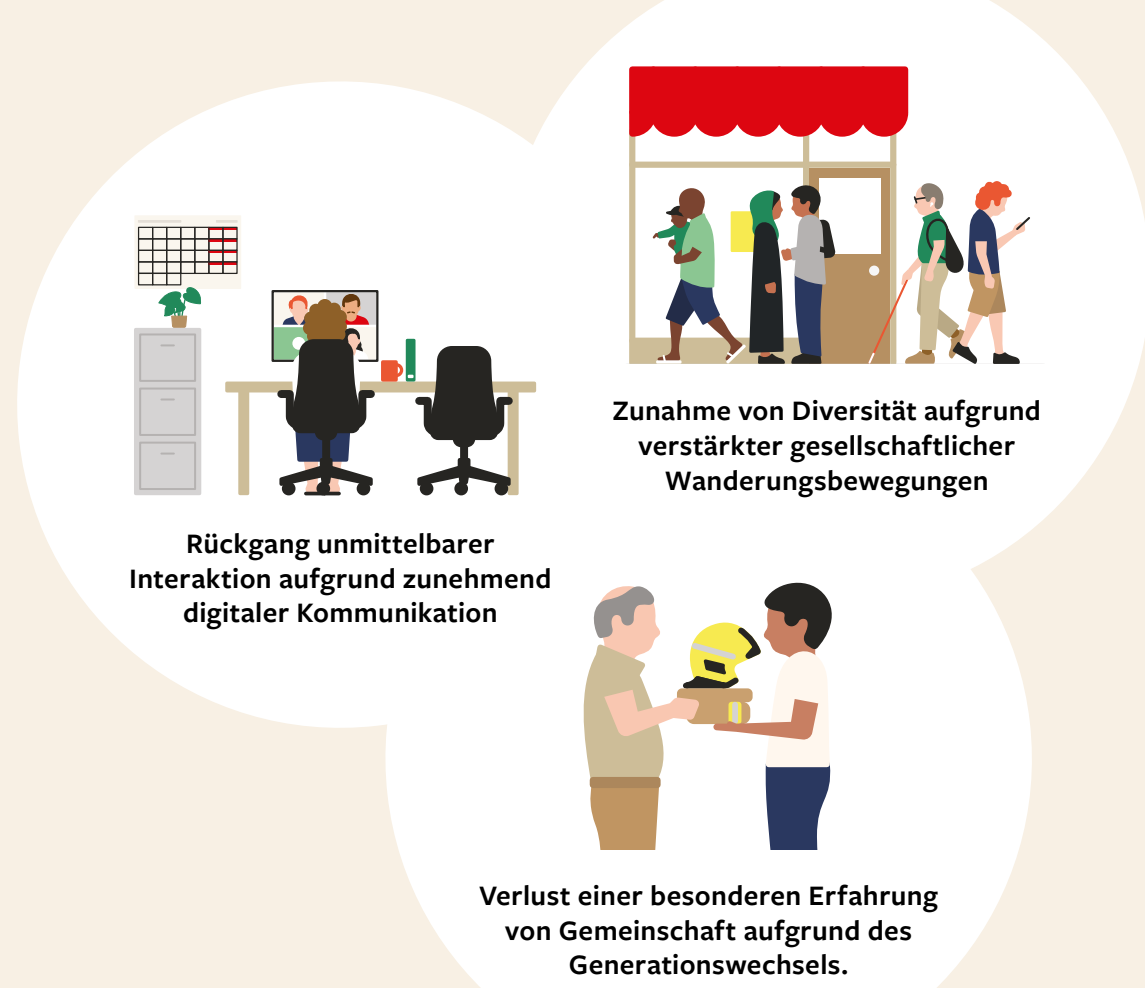 Zunahme von Diversität aufgrund
verstärkter gesellschaftlicher
Wanderungsbewegungen
Rückgang unmittelbarer
Interaktion aufgrund zunehmend
digitaler Kommunikation
Verlust einer besonderen Erfahrung
von Gemeinschaft aufgrund des
Generationswechsels.